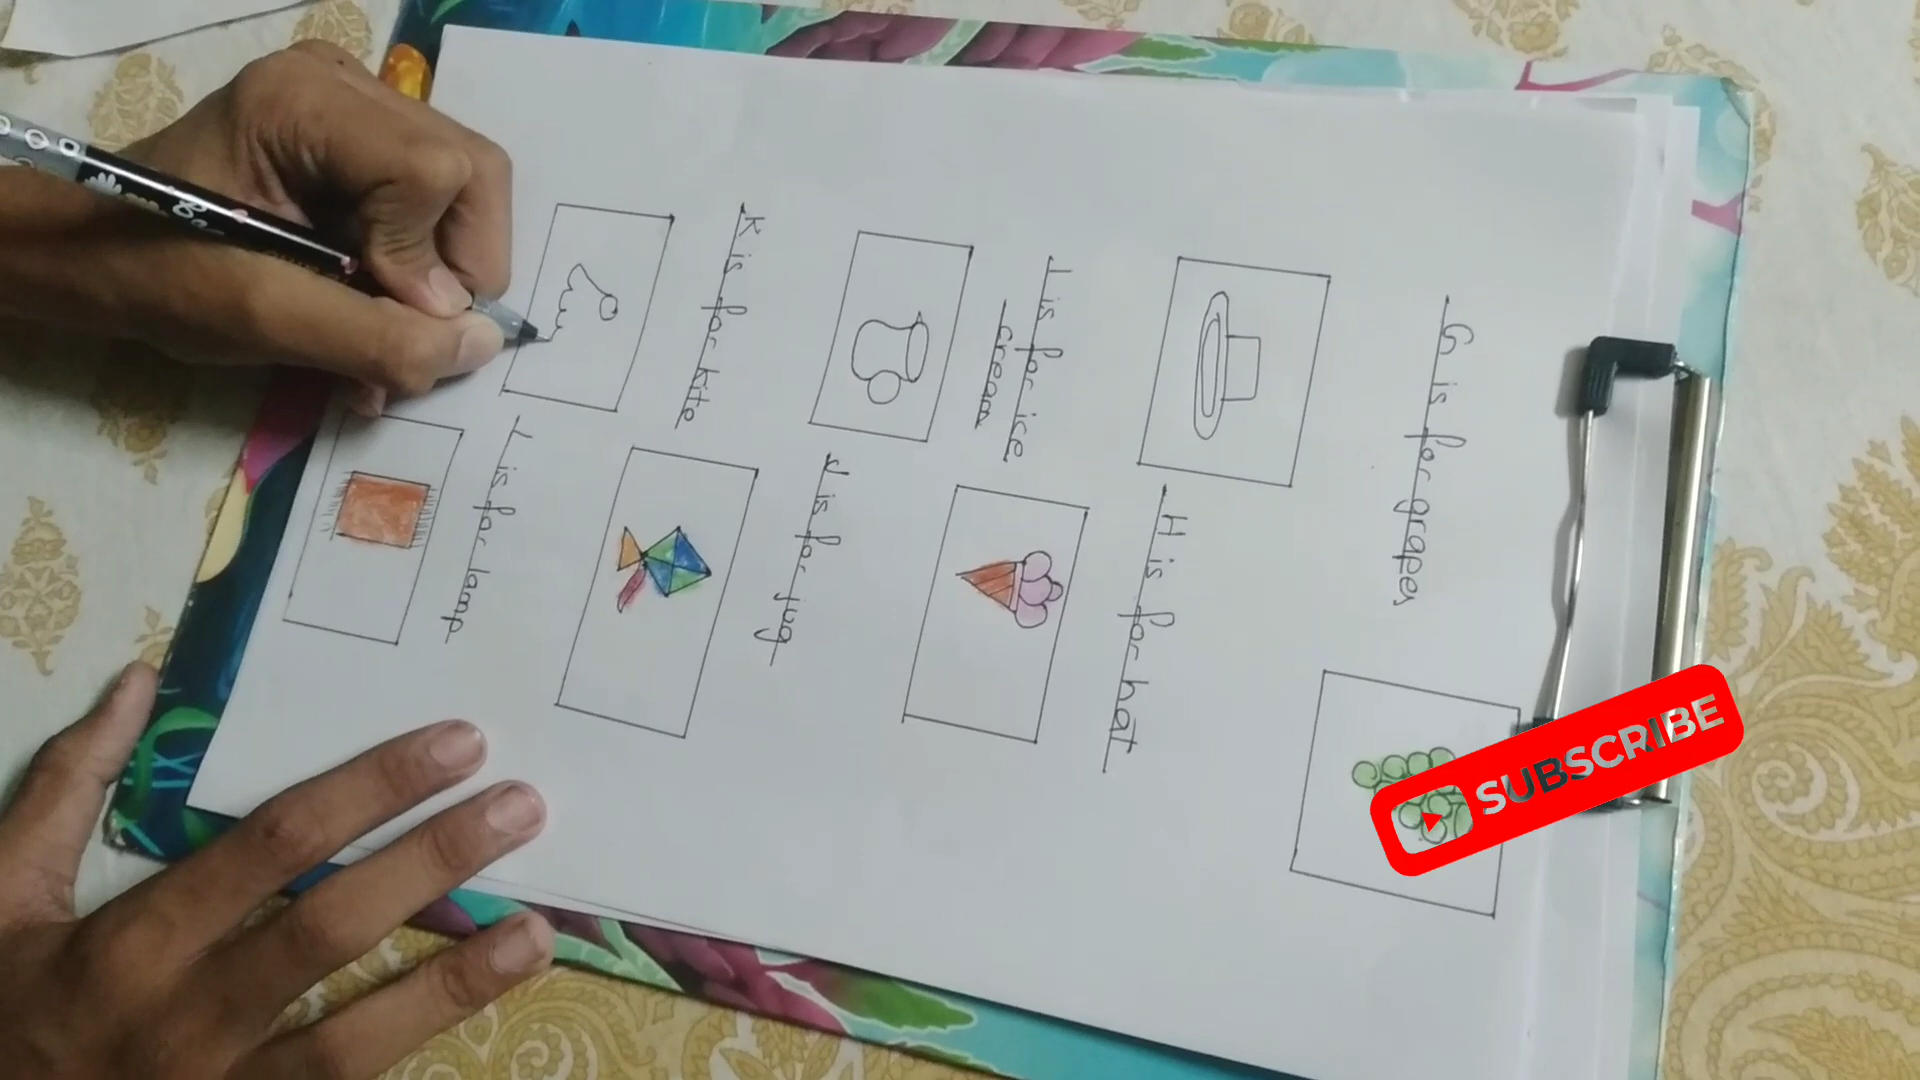 G is for grapes
H is for hat
I is for ice
cream
J is for jug
K is for kite
L is for lamp
SUBSCRIBE